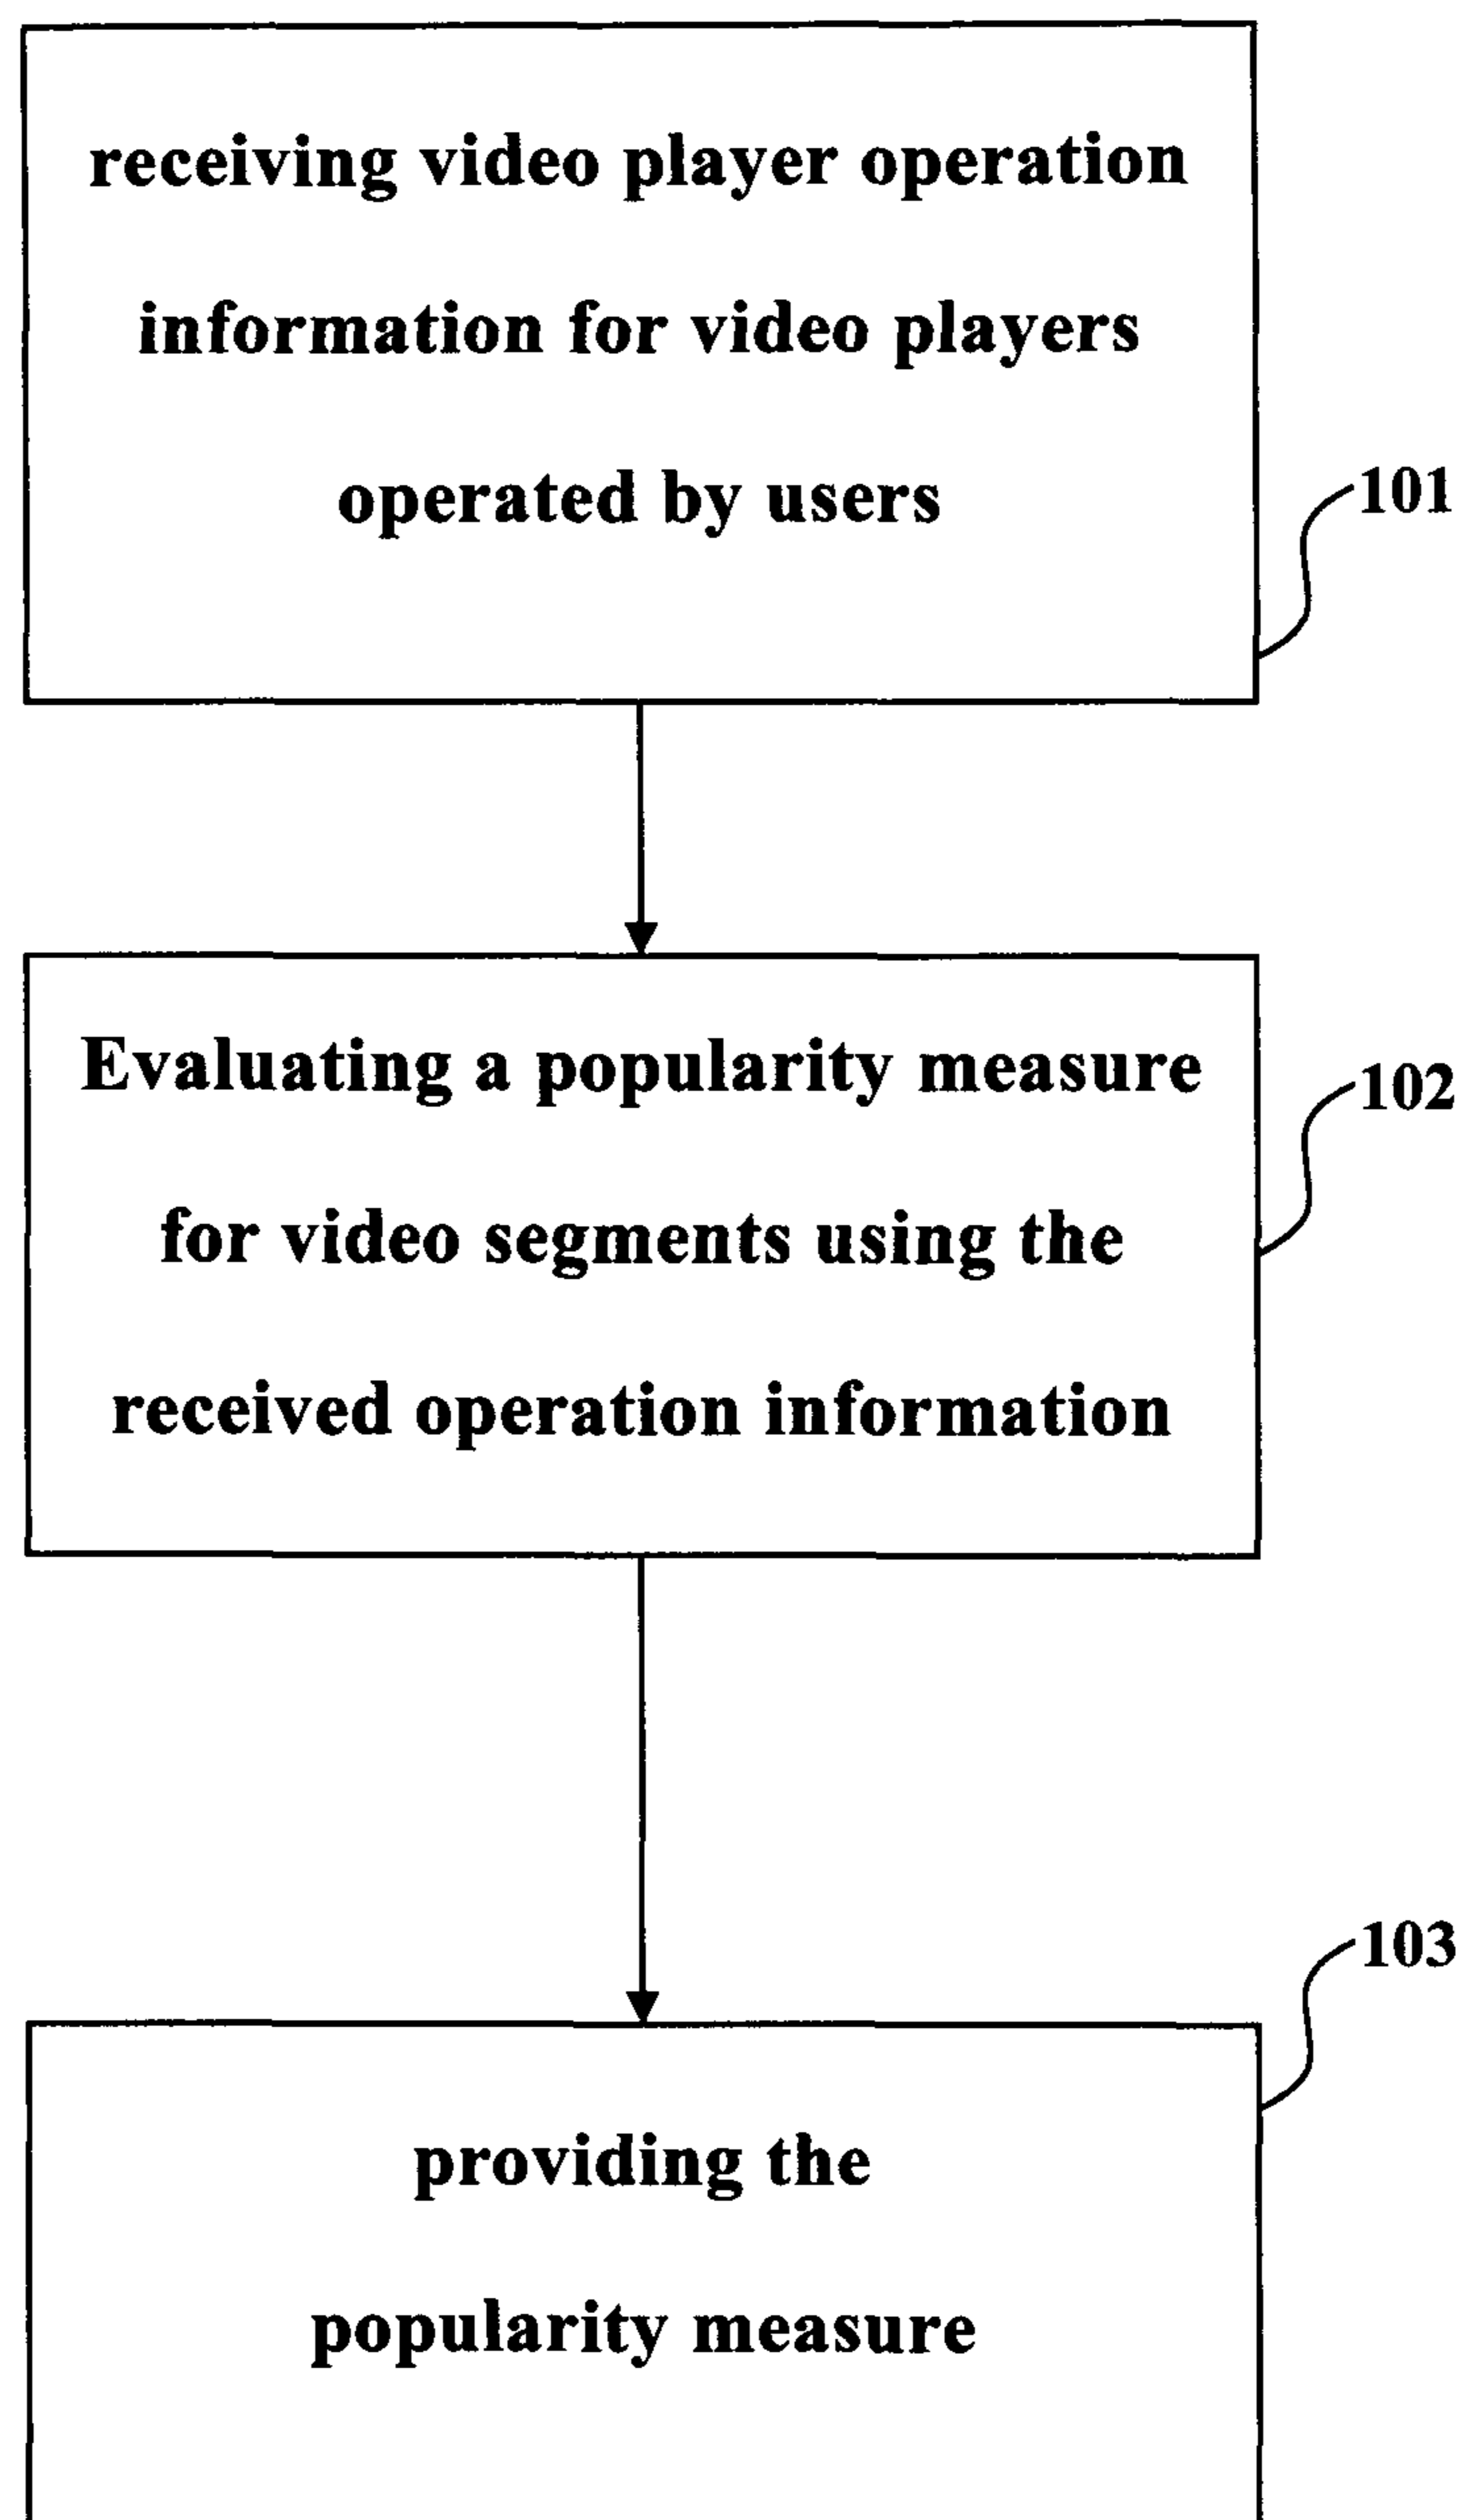 receiving video player operation
information for video players
operated by users
101
Evaluating a popularity measure
for video segments using the
received operation information
102
103
providing the
popularity measure